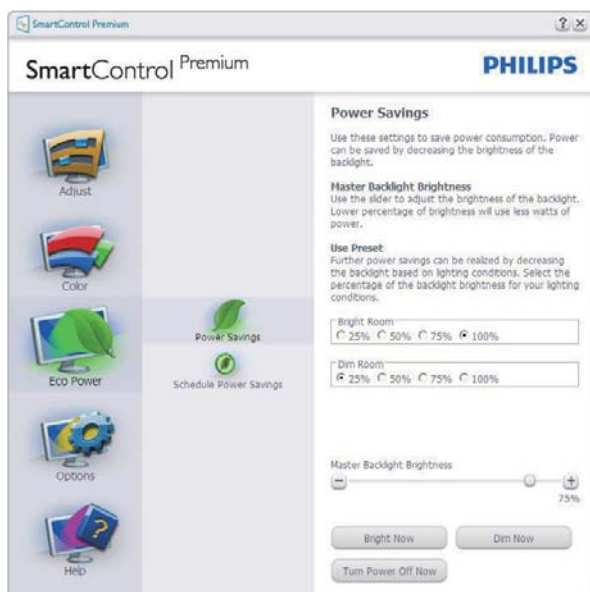 SmartControl Premium
SmartControl Premium
PHILIPS
Adjust
Color
Eco Power
Options
Help
Power Savings
Schedule Power Savings
Power Savings
Use these settings to save power consumption. Power
can be saved by decreasing the brightness of the
backlight.
Master Backlight Brightness
Use the slider to adjust the brightness of the backlight.
Lower percentage of brightness will use less watts of
power.
Use Preset
Further power savings can be realized by decreasing
the backlight based on lighting conditions. Select the
percentage of the backlight brightness for your lighting
conditions.
Bright Room
25% 50% 75% 100%
Dim Room
25% 50% 75% 100%
Master Backlight Brightness
75%
Bright Now Dim Now
Turn Power Off Now